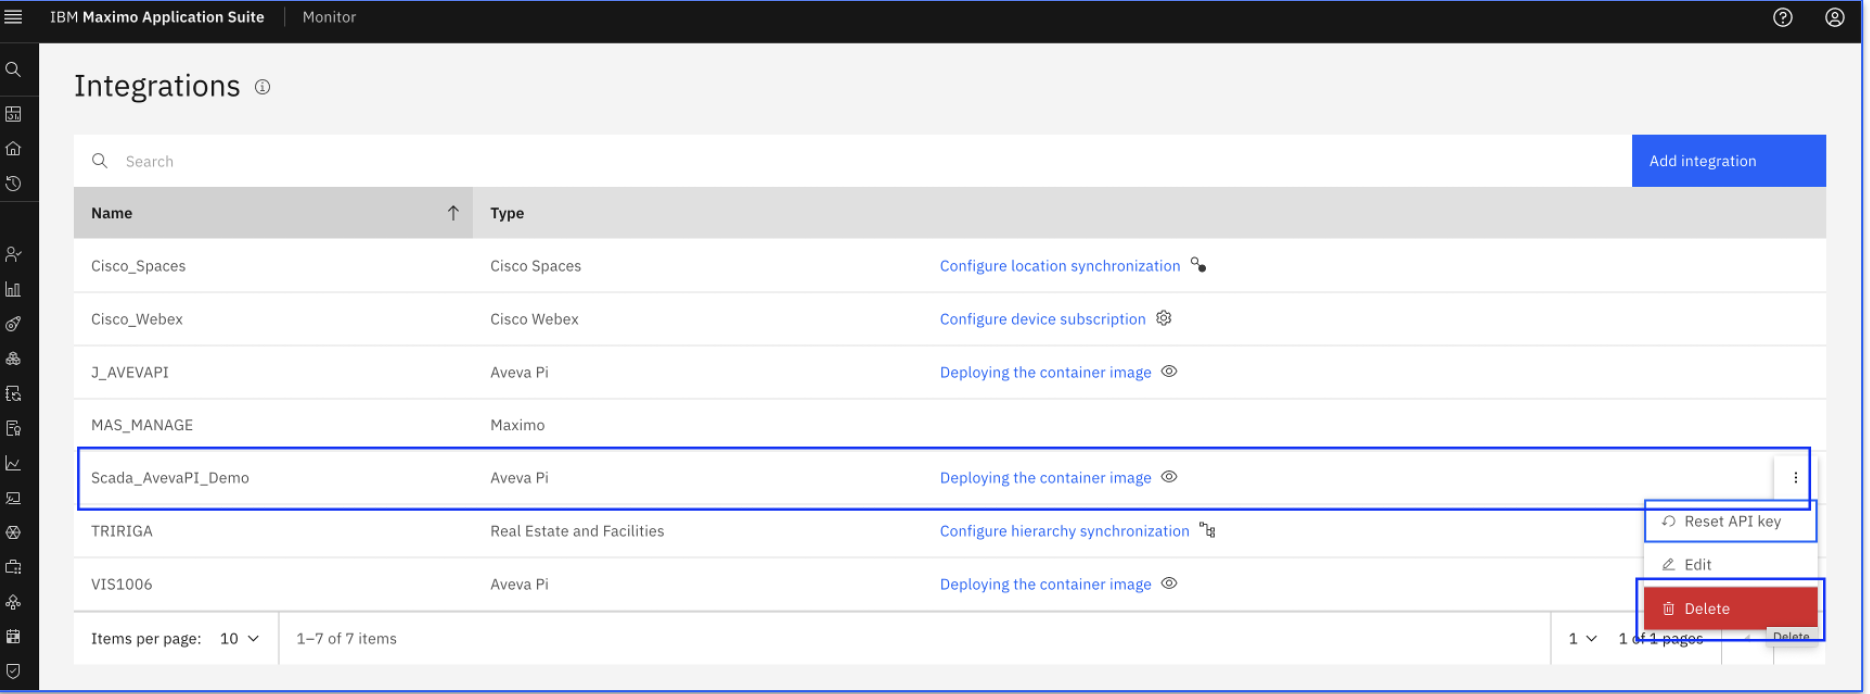 IBM Maximo Application Suite Monitor
Integrations
Search
Add integration
Name Type
Cisco_Spaces Cisco Spaces Configure location synchronization
Cisco_Webex Cisco Webex Configure device subscription
J_AVEVAPI Aveva Pi Deploying the container image
MAS_MANAGE Maximo
Scada_AvevaPI_Demo Aveva Pi Deploying the container image
Reset API key
TRIRIGA Real Estate and Facilities Configure hierarchy synchronization
Edit
VIS1006 Aveva Pi Deploying the container image
Delete
Items per page: 10 1–7 of 7 items 1 1 of 1 pages
Delete